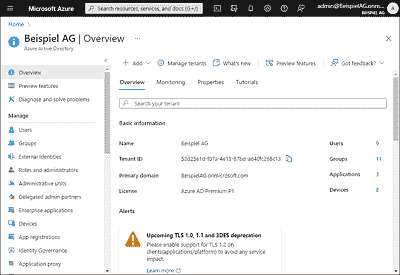 Microsoft Azure
Search resources, services, and docs (G+/)
admin@BeispielAG.onm...
BEISPIEL AG
Home >
Beispiel AG | Overview ...
Azure Active Directory
Overview
Preview features
Diagnose and solve problems
Manage
Users
Groups
External Identities
Roles and administrators
Administrative units
Delegated admin partners
Enterprise applications
Devices
App registrations
Identity Governance
Application proxy
Add
Manage tenants
What's new
Preview features
Got feedback?
Overview
Monitoring
Properties
Tutorials
Search your tenant
Basic information
Name
Beispiel AG
Users
9
Tenant ID
Groups
11
Primary domain
BeispielAG.onmicrosoft.com
Applications
3
License
Azure AD Premium P1
Devices
8
Alerts
Upcoming TLS 1.0, 1.1 and 3DES deprecation
Please enable support for TLS 1.2 on
clients(applications/platform) to avoid any
service impact.
Learn more